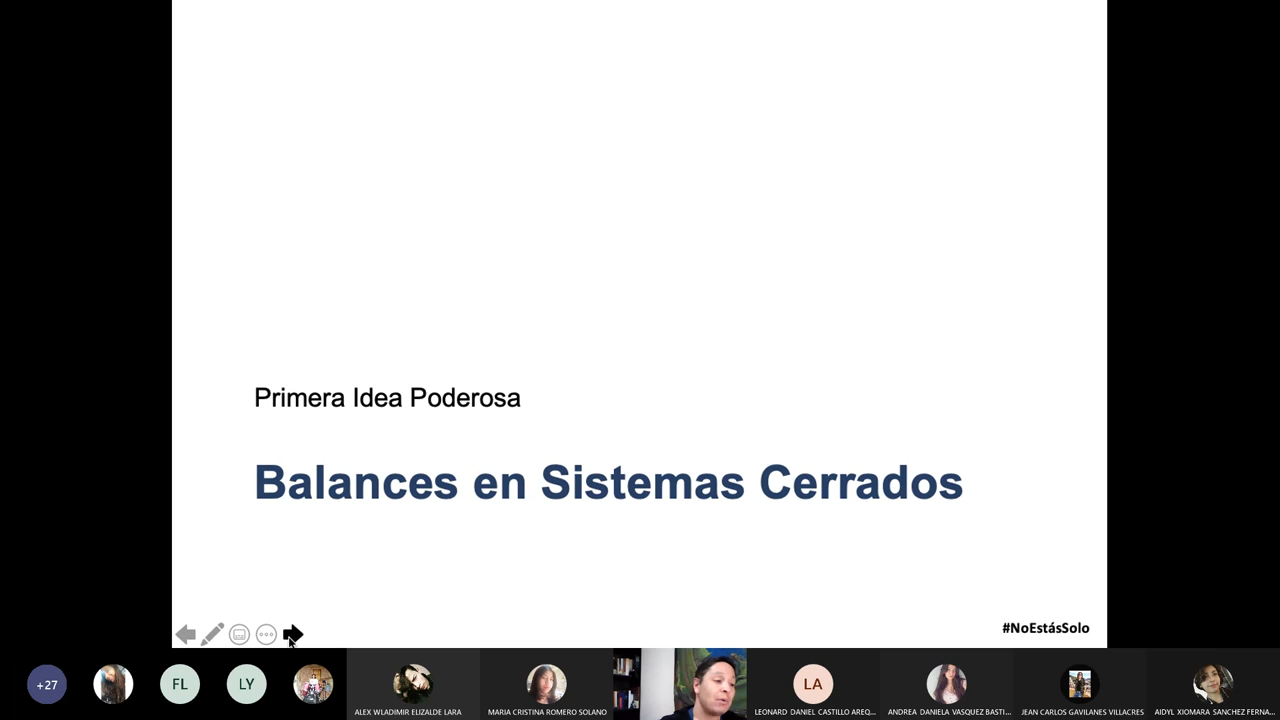 Primera Idea Poderosa
Balances en Sistemas Cerrados
#NoEstásSolo
+27
FL
LY
LA
ALEX WLADIMIR ELIZALDE LARA
MARIA CRISTINA ROMERO SOLANO
LEONARD DANIEL CASTILLO AREQ...
ANDREA DANIELA VASQUEZ BASTI...
JEAN CARLOS GAVILANES VILLACRES
AIDYL XIOMARA SANCHEZ FERNA...